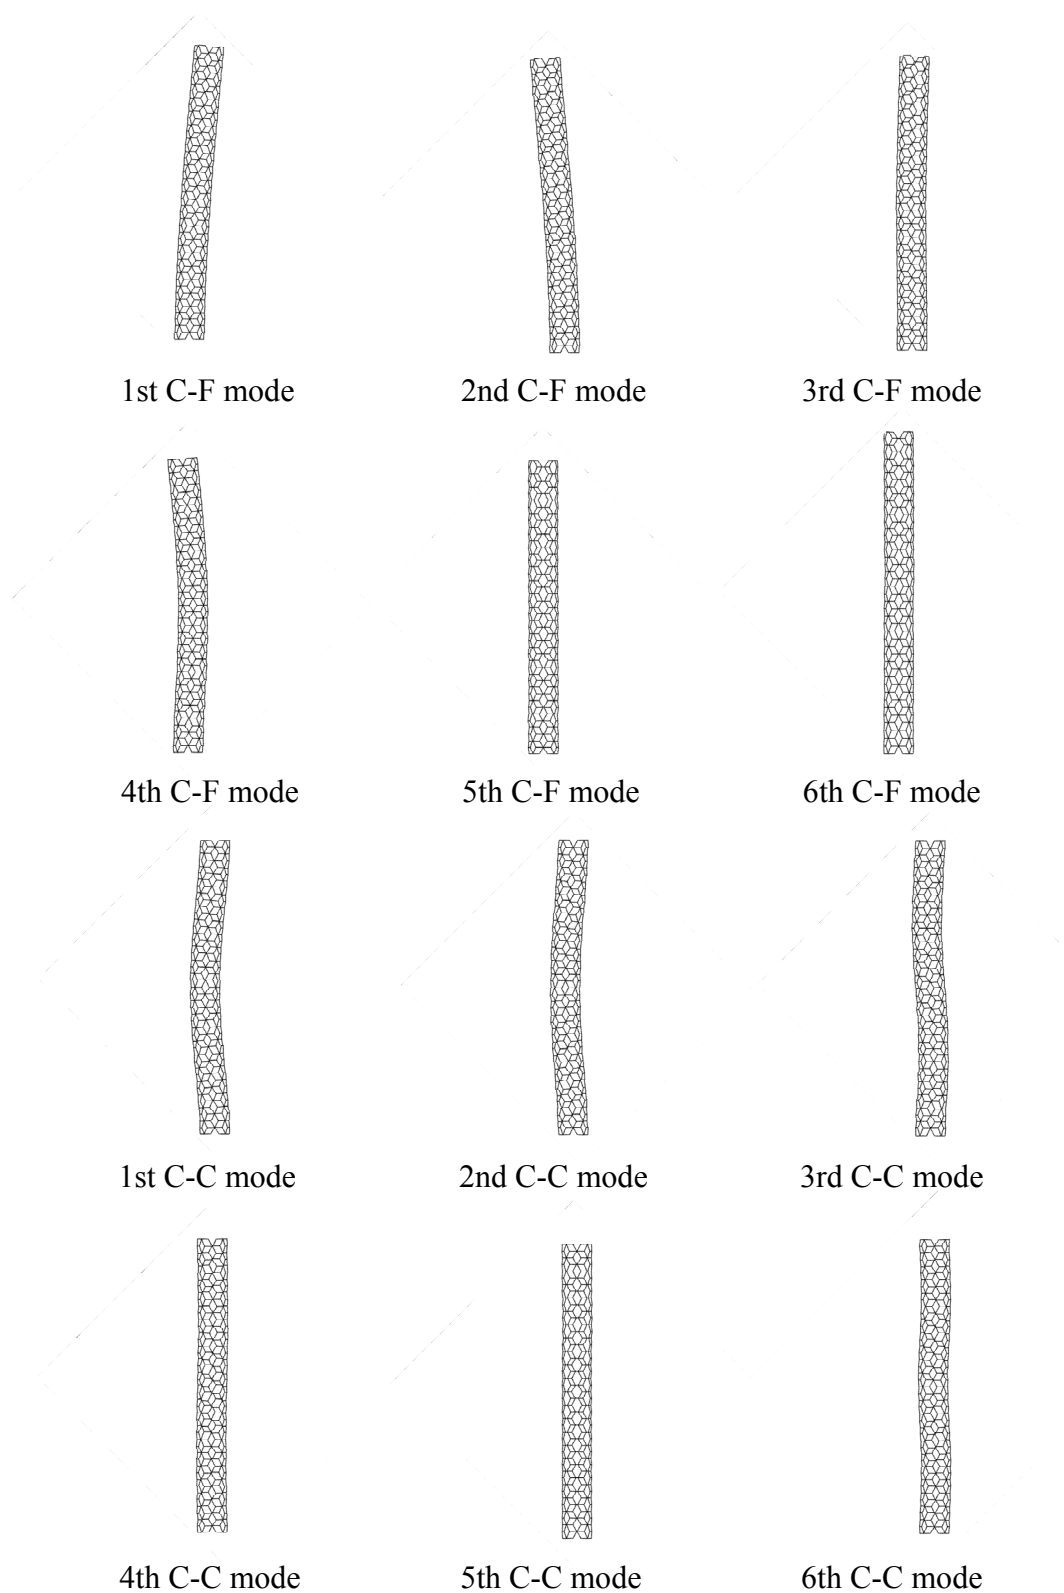 1st C-F mode
2nd C-F mode
3rd C-F mode
4th C-F mode
5th C-F mode
6th C-F mode
1st C-C mode
2nd C-C mode
3rd C-C mode
4th C-C mode
5th C-C mode
6th C-C mode